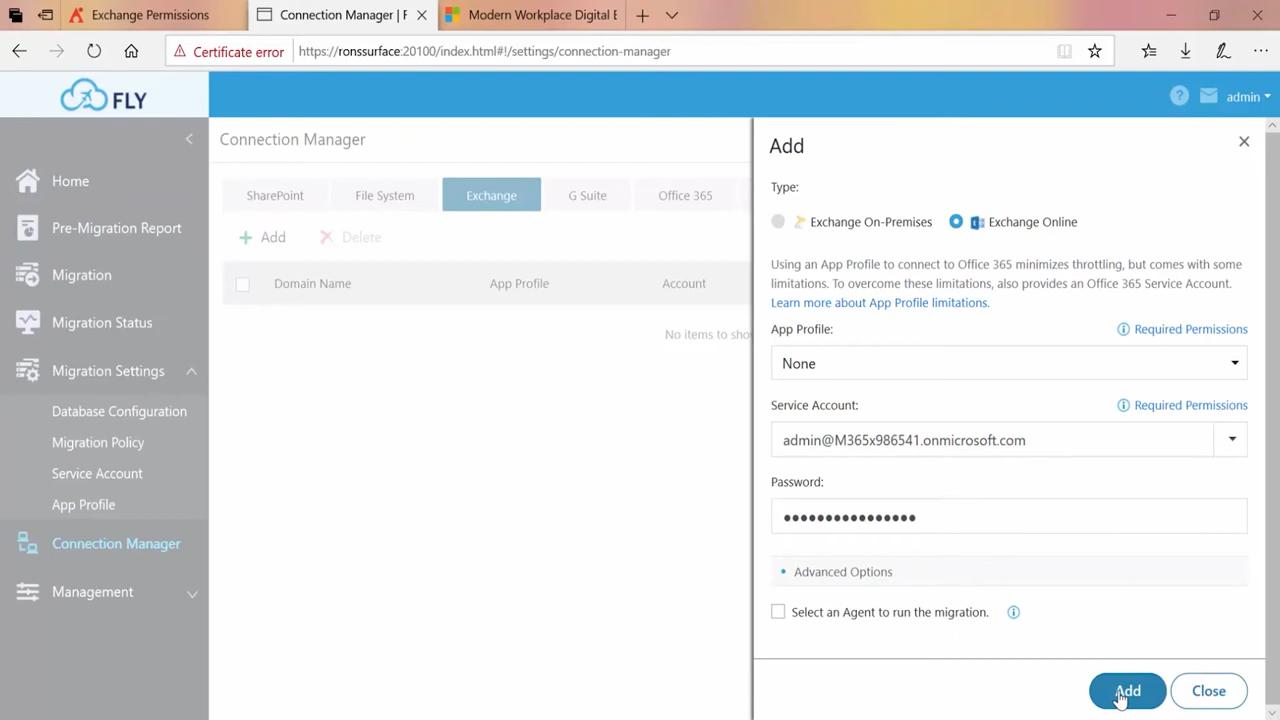 Exchange Permissions
Connection Manager | F
Modern Workplace Digital E
Certificate error
https://ronssurface:20100/index.html#!/settings/connection-manager
FLY
admin
Home
Pre-Migration Report
Migration
Migration Status
Migration Settings
Database Configuration
Migration Policy
Service Account
App Profile
Connection Manager
Management
Connection Manager
SharePoint
File System
Exchange
G Suite
Office 365
Add
Delete
Domain Name
App Profile
Account
No items to sho
Add
Type:
Exchange On-Premises
Exchange Online
Using an App Profile to connect to Office 365 minimizes throttling, but comes with some
limitations. To overcome these limitations, also provides an Office 365 Service Account.
Learn more about App Profile limitations.
App Profile:
Required Permissions
None
Service Account:
Required Permissions
admin@M365x986541.onmicrosoft.com
Password:
Advanced Options
Select an Agent to run the migration.
Add
Close